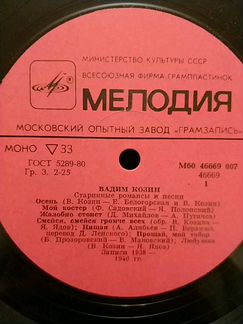 МИНИСТЕРСТВО КУЛЬТУРЫ СССР
ВСЕСОЮЗНАЯ ФИРМА ГРАМПЛАСТИНОК
МЕЛОДИЯ
МОСКОВСКИЙ ОПЫТНЫЙ ЗАВОД «ГРАМЗАПИСЬ»
МОНО ▽ 33
ГОСТ 5289-80
Гр. 3. 2-25
М60 46669 007
46669
1
ВАДИМ КОЗИН
Старинные романсы и песни
Осень (В. Козин — Е. Белогорская и В. Козин)
Мой костер (Ф. Садовский — Я. Полонский)
Жалобно стонет (Д. Михайлов — А. Пугачев)
Смейся, смейся громче всех (обр. В. Козина —
Я. Ядов); Нищая (А. Алябьев — П. Беранже,
перевод Д. Ленского); Прощай, мой табор
(Б. Прозоровский — В. Маковский); Любушка
(В. Козин — Я. Ядов)
Записи 1938 —
1940 гг.